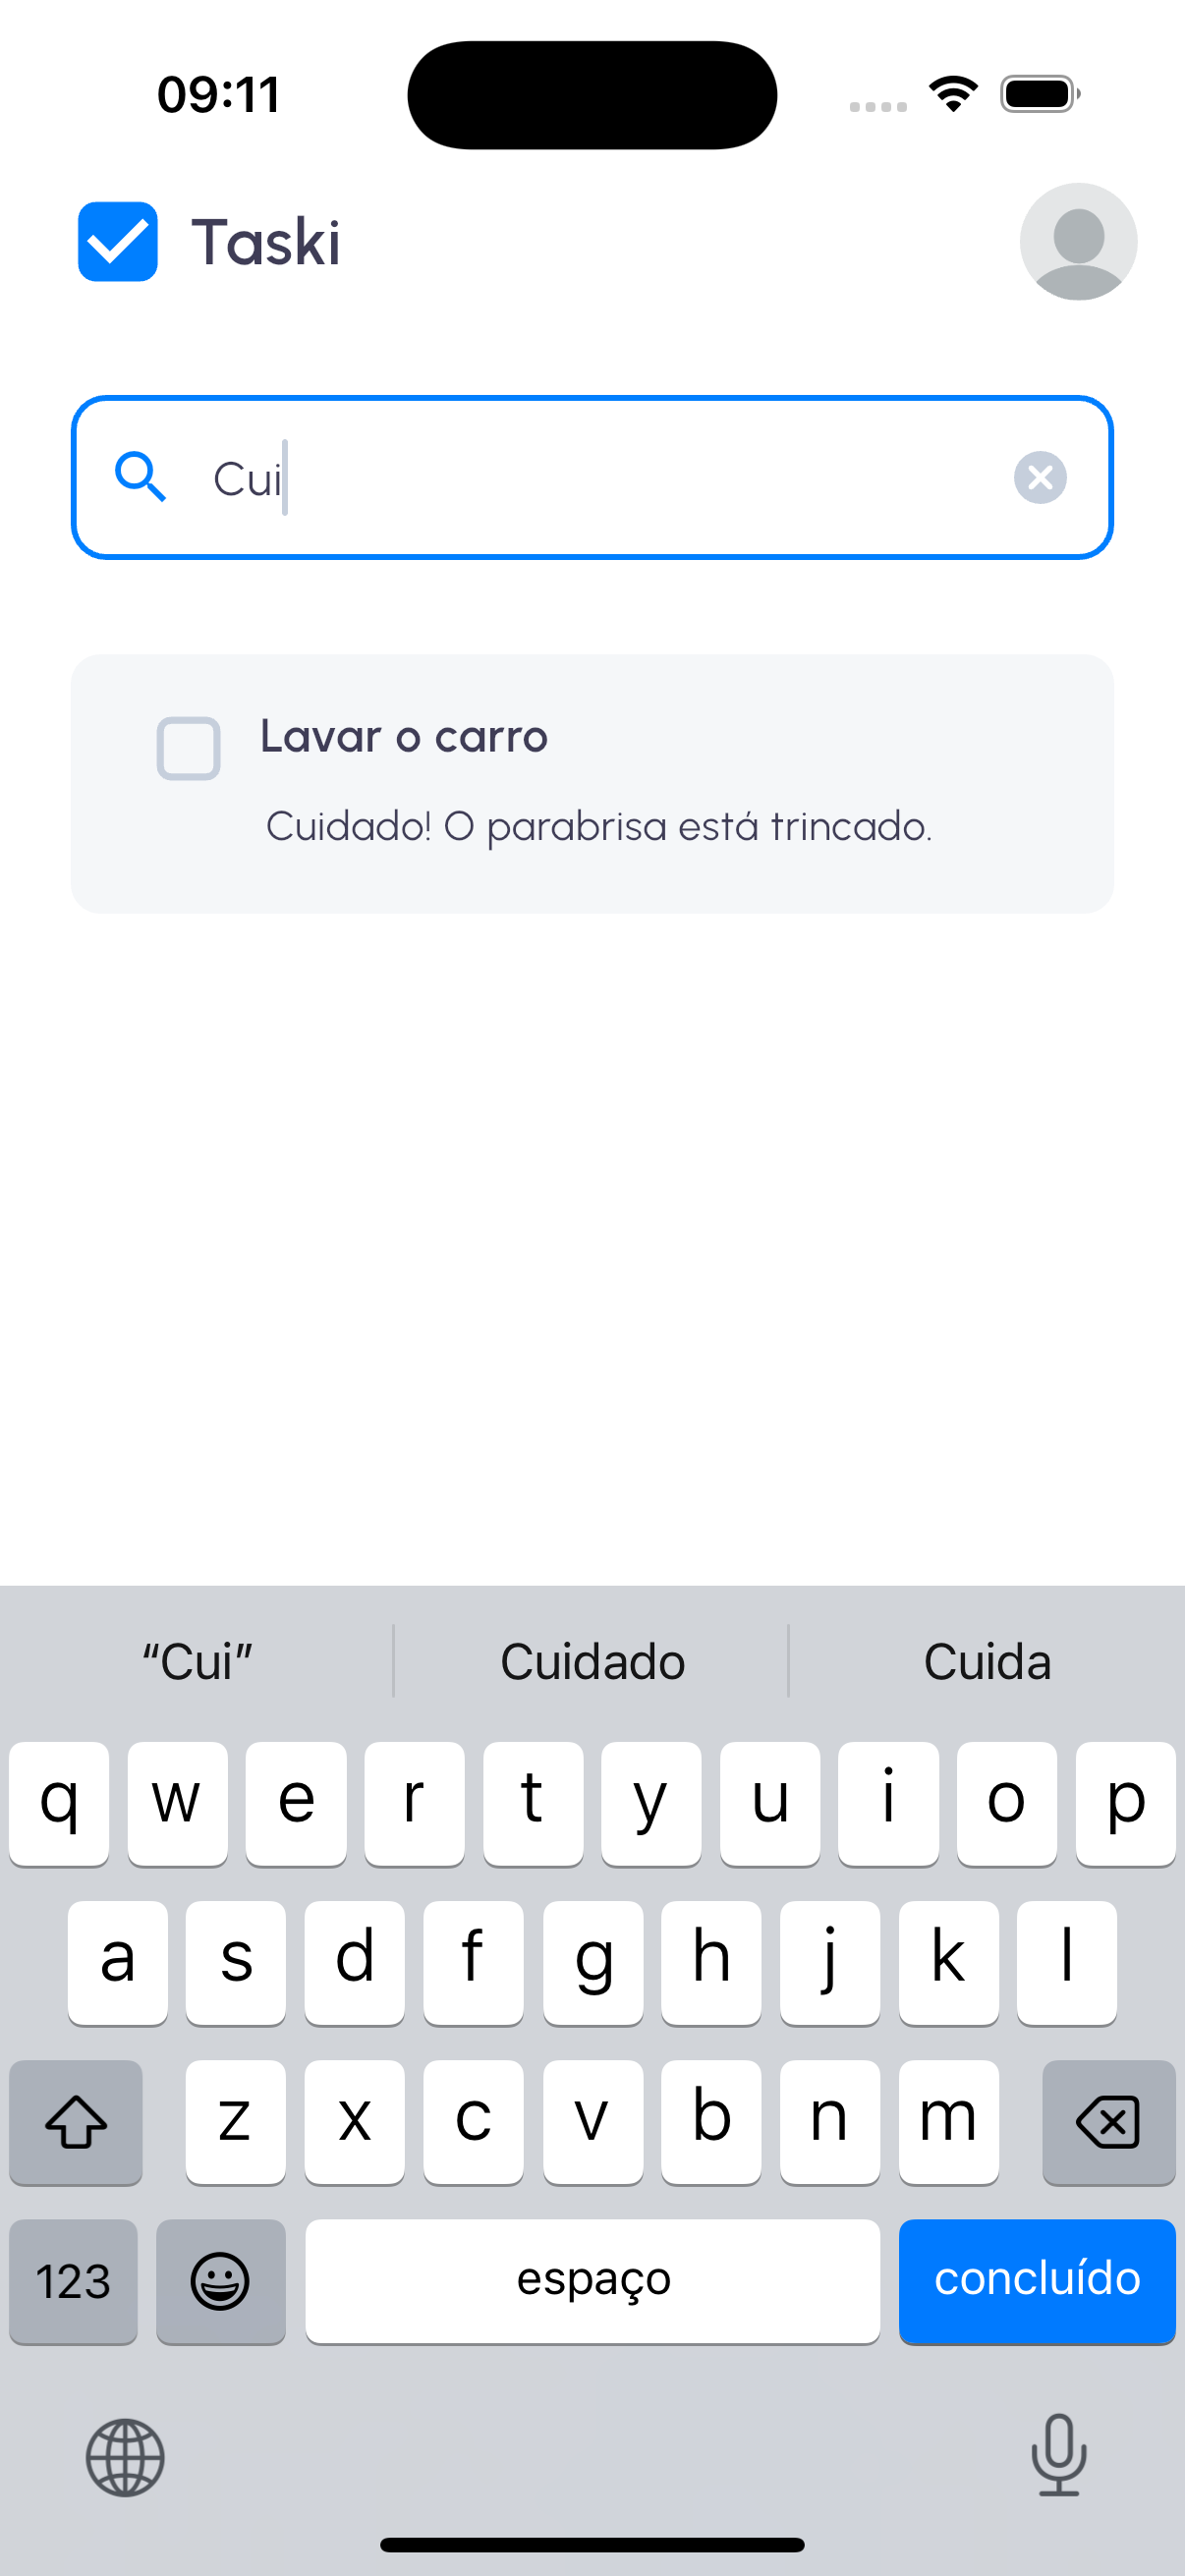 09:11
Taski
Cui
Lavar o carro
Cuidado! O parabrisa está trincado.
“Cui” Cuidado Cuida
q w e r t y u i o p
a s d f g h j k l
z x c v b n m
123 espaço concluído